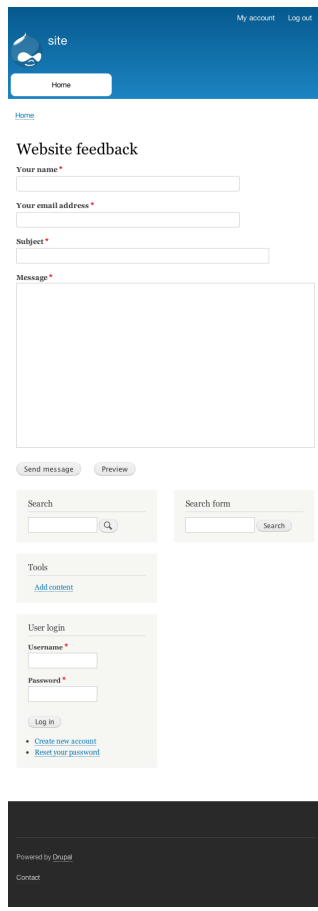 My account Log out
site
Home
Home
Website feedback
Your name *
Your email address *
Subject *
Message *
Send message Preview
Search
Search form
Search
Tools
Add content
User login
Username *
Password *
Log in
Create new account
Reset your password
Powered by Drupal
Contact